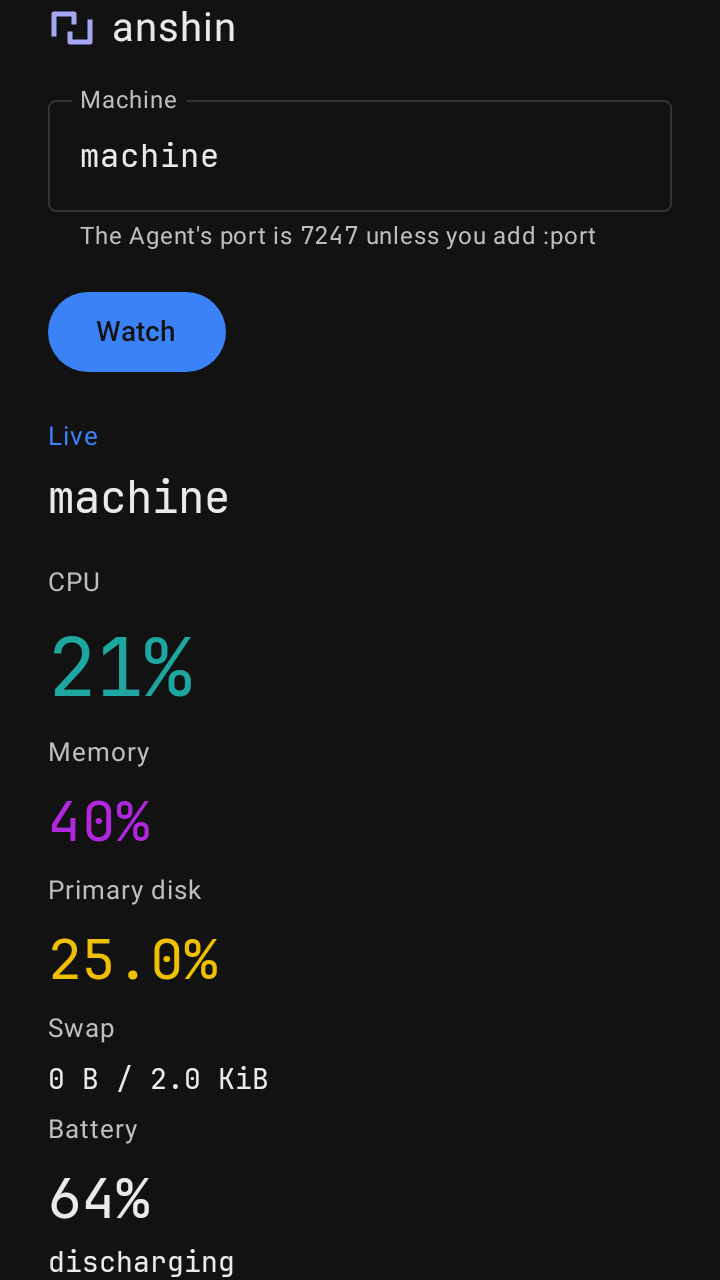 anshin
Machine
machine
The Agent's port is 7247 unless you add :port
Watch
Live
machine
CPU
21%
Memory
40%
Primary disk
25.0%
Swap
0 B / 2.0 KiB
Battery
64%
discharging